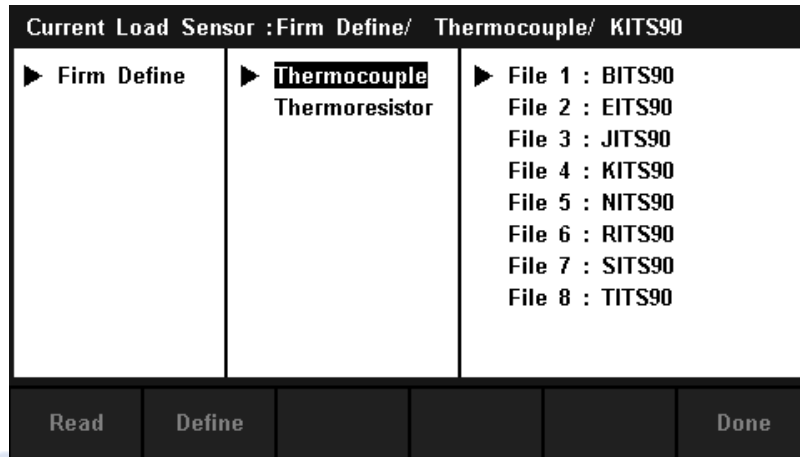 Current Load Sensor :Firm Define/ Thermocouple/ KITS90
Firm Define
Thermocouple
Thermoresistor
File 1 : BITS90
File 2 : EITS90
File 3 : JITS90
File 4 : KITS90
File 5 : NITS90
File 6 : RITS90
File 7 : SITS90
File 8 : TITS90
Read Define Done